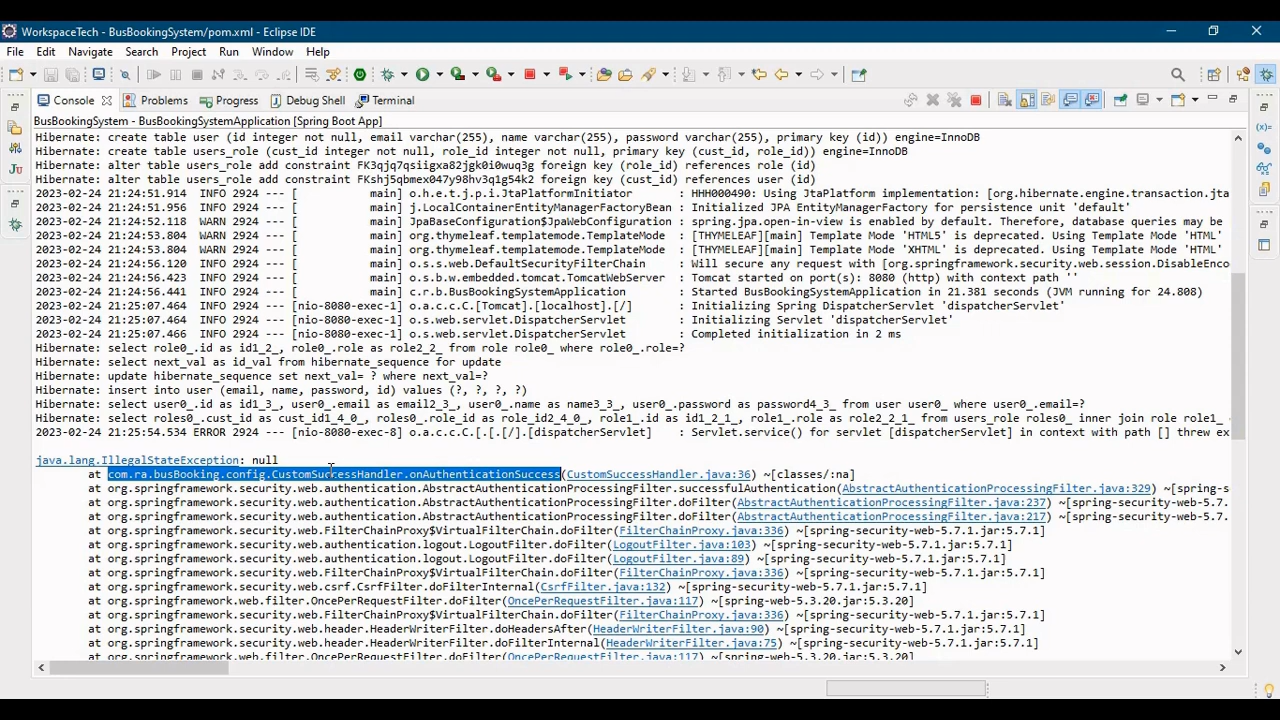 WorkspaceTech - BusBookingSystem/pom.xml - Eclipse IDE
File Edit Navigate Search Project Run Window Help
Console Problems Progress Debug Shell Terminal
BusBookingSystem - BusBookingSystemApplication [Spring Boot App]
Hibernate: create table user (id integer not null, email varchar(255), name varchar(255), password varchar(255), primary key (id)) engine=InnoDB
Hibernate: create table users_role (cust_id integer not null, role_id integer not null, primary key (cust_id, role_id)) engine=InnoDB
Hibernate: alter table users_role add constraint FK3qjq7qsiigxa82jgk0i0wuq3g foreign key (role_id) references role (id)
Hibernate: alter table users_role add constraint FKshj5qbmex047y98hv3q1g54k2 foreign key (cust_id) references user (id)
2023-02-24 21:24:51.914 INFO 2924 --- [ main] o.h.e.t.j.p.i.JtaPlatformInitiator : HHH000490: Using JtaPlatform implementation: [org.hibernate.engine.transaction.jta
2023-02-24 21:24:51.956 INFO 2924 --- [ main] j.LocalContainerEntityManagerFactoryBean : Initialized JPA EntityManagerFactory for persistence unit 'default'
2023-02-24 21:24:52.118 WARN 2924 --- [ main] JpaBaseConfiguration$JpaWebConfiguration : spring.jpa.open-in-view is enabled by default. Therefore, database queries may be
2023-02-24 21:24:53.804 WARN 2924 --- [ main] org.thymeleaf.templatemode.TemplateMode : [THYMELEAF][main] Template Mode 'HTML5' is deprecated. Using Template Mode 'HTML'
2023-02-24 21:24:53.804 WARN 2924 --- [ main] org.thymeleaf.templatemode.TemplateMode : [THYMELEAF][main] Template Mode 'XHTML' is deprecated. Using Template Mode 'HTML'
2023-02-24 21:24:56.120 INFO 2924 --- [ main] o.s.s.web.DefaultSecurityFilterChain : Will secure any request with [org.springframework.security.web.session.DisableEnco
2023-02-24 21:24:56.423 INFO 2924 --- [ main] o.s.b.w.embedded.tomcat.TomcatWebServer : Tomcat started on port(s): 8080 (http) with context path ''
2023-02-24 21:24:56.441 INFO 2924 --- [ main] c.r.b.BusBookingSystemApplication : Started BusBookingSystemApplication in 21.381 seconds (JVM running for 24.808)
2023-02-24 21:25:07.464 INFO 2924 --- [nio-8080-exec-1] o.a.c.c.C.[Tomcat].[localhost].[/] : Initializing Spring DispatcherServlet 'dispatcherServlet'
2023-02-24 21:25:07.464 INFO 2924 --- [nio-8080-exec-1] o.s.web.servlet.DispatcherServlet : Initializing Servlet 'dispatcherServlet'
2023-02-24 21:25:07.466 INFO 2924 --- [nio-8080-exec-1] o.s.web.servlet.DispatcherServlet : Completed initialization in 2 ms
Hibernate: select role0_.id as id1_2_, role0_.role as role2_2_ from role role0_ where role0_.role=?
Hibernate: select next_val as id_val from hibernate_sequence for update
Hibernate: update hibernate_sequence set next_val= ? where next_val=?
Hibernate: insert into user (email, name, password, id) values (?, ?, ?, ?)
Hibernate: select user0_.id as id1_3_, user0_.email as email2_3_, user0_.name as name3_3_, user0_.password as password4_3_ from user user0_ where user0_.email=?
Hibernate: select roles0_.cust_id as cust_id1_4_0_, roles0_.role_id as role_id2_4_0_, role1_.id as id1_2_1_, role1_.role as role2_2_1_ from users_role roles0_ inner join role role1_
2023-02-24 21:25:54.534 ERROR 2924 --- [nio-8080-exec-8] o.a.c.c.C.[.[.[/].[dispatcherServlet] : Servlet.service() for servlet [dispatcherServlet] in context with path [] threw ex
java.lang.IllegalStateException: null
at com.ra.busBooking.config.CustomSuccessHandler.onAuthenticationSuccess(CustomSuccessHandler.java:36) ~[classes/:na]
at org.springframework.security.web.authentication.AbstractAuthenticationProcessingFilter.successfulAuthentication(AbstractAuthenticationProcessingFilter.java:329) ~[spring-s
at org.springframework.security.web.authentication.AbstractAuthenticationProcessingFilter.doFilter(AbstractAuthenticationProcessingFilter.java:237) ~[spring-security-web-5.7.
at org.springframework.security.web.authentication.AbstractAuthenticationProcessingFilter.doFilter(AbstractAuthenticationProcessingFilter.java:217) ~[spring-security-web-5.7.
at org.springframework.security.web.FilterChainProxy$VirtualFilterChain.doFilter(FilterChainProxy.java:336) ~[spring-security-web-5.7.1.jar:5.7.1]
at org.springframework.security.web.authentication.logout.LogoutFilter.doFilter(LogoutFilter.java:103) ~[spring-security-web-5.7.1.jar:5.7.1]
at org.springframework.security.web.authentication.logout.LogoutFilter.doFilter(LogoutFilter.java:89) ~[spring-security-web-5.7.1.jar:5.7.1]
at org.springframework.security.web.FilterChainProxy$VirtualFilterChain.doFilter(FilterChainProxy.java:336) ~[spring-security-web-5.7.1.jar:5.7.1]
at org.springframework.security.web.csrf.CsrfFilter.doFilterInternal(CsrfFilter.java:132) ~[spring-security-web-5.7.1.jar:5.7.1]
at org.springframework.web.filter.OncePerRequestFilter.doFilter(OncePerRequestFilter.java:117) ~[spring-web-5.3.20.jar:5.3.20]
at org.springframework.security.web.FilterChainProxy$VirtualFilterChain.doFilter(FilterChainProxy.java:336) ~[spring-security-web-5.7.1.jar:5.7.1]
at org.springframework.security.web.header.HeaderWriterFilter.doHeadersAfter(HeaderWriterFilter.java:90) ~[spring-security-web-5.7.1.jar:5.7.1]
at org.springframework.security.web.header.HeaderWriterFilter.doFilterInternal(HeaderWriterFilter.java:75) ~[spring-security-web-5.7.1.jar:5.7.1]
at org.springframework.web.filter.OncePerRequestFilter.doFilter(OncePerRequestFilter.java:117) ~[spring-web-5.3.20.jar:5.3.20]